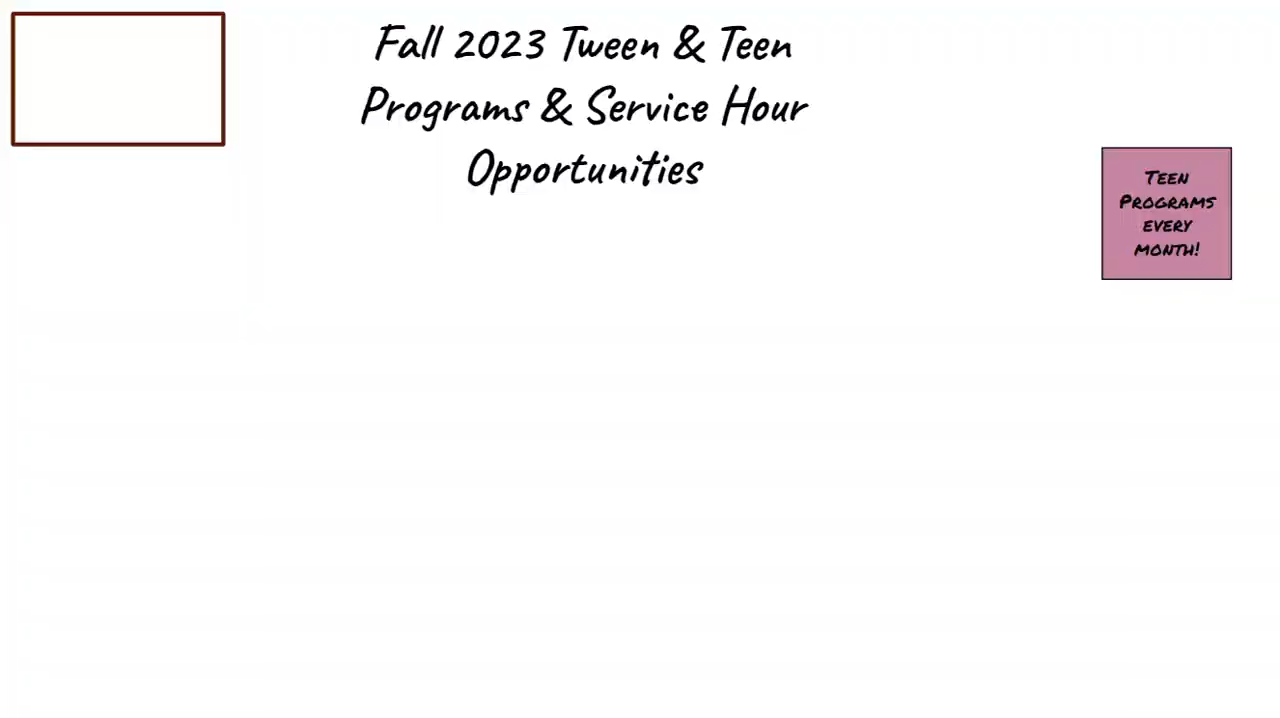 Fall 2023 Tween & Teen
Programs & Service Hour
Opportunities
Teen
Programs
every
month!